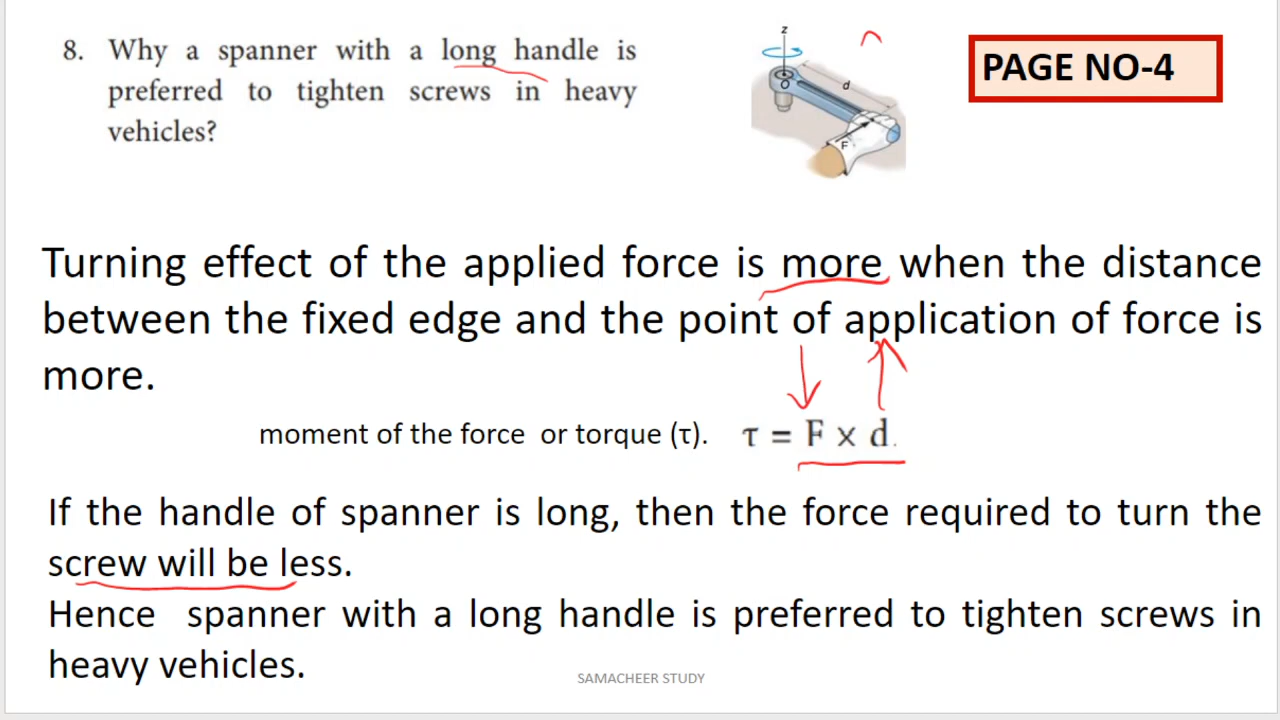 8. Why a spanner with a long handle is
preferred to tighten screws in heavy
vehicles?
z
O
d
F
PAGE NO-4
Turning effect of the applied force is more when the distance
between the fixed edge and the point of application of force is
more.
moment of the force or torque (τ). τ = F × d.
If the handle of spanner is long, then the force required to turn the
screw will be less.
Hence spanner with a long handle is preferred to tighten screws in
heavy vehicles.
SAMACHEER STUDY